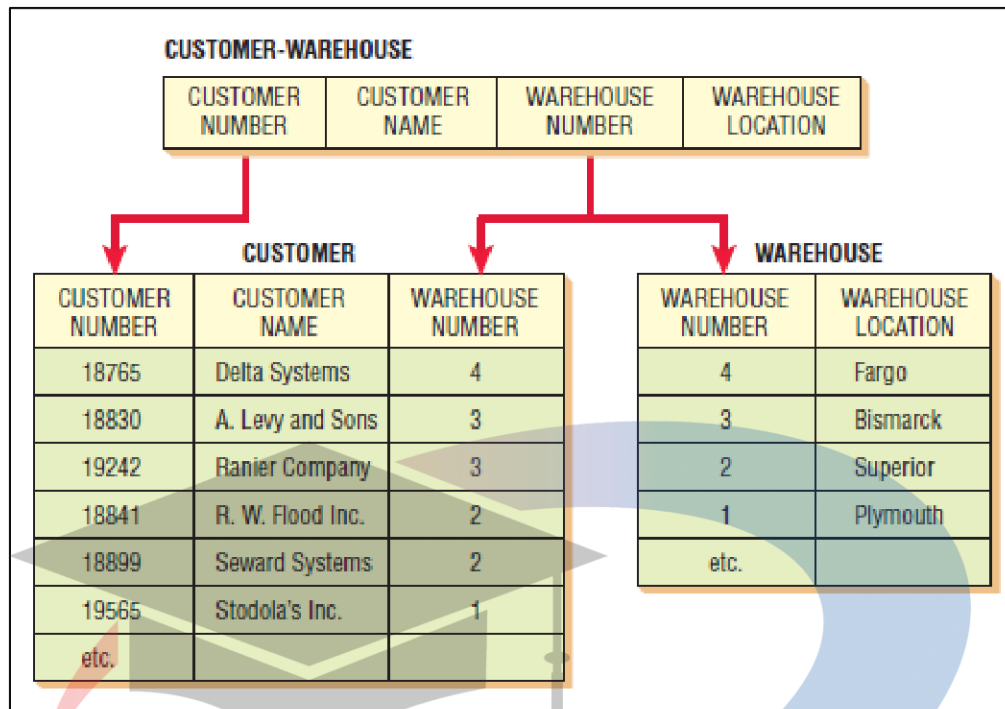 CUSTOMER-WAREHOUSE
CUSTOMER NUMBER CUSTOMER NAME WAREHOUSE NUMBER WAREHOUSE LOCATION
CUSTOMER
CUSTOMER NUMBER CUSTOMER NAME WAREHOUSE NUMBER
18765 Delta Systems 4
18830 A. Levy and Sons 3
19242 Ranier Company 3
18841 R. W. Flood Inc. 2
18899 Seward Systems 2
19565 Stodola's Inc. 1
etc.
WAREHOUSE
WAREHOUSE NUMBER WAREHOUSE LOCATION
4 Fargo
3 Bismarck
2 Superior
1 Plymouth
etc.